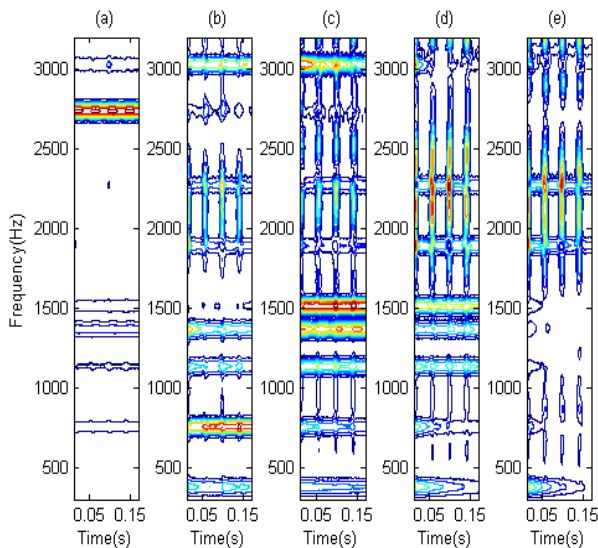 (a) (b) (c) (d) (e)
3000 3000 3000 3000 3000
2500 2500 2500 2500 2500
2000 2000 2000 2000 2000
1500 1500 1500 1500 1500
1000 1000 1000 1000 1000
500 500 500 500 500
Frequency(Hz)
0.05 0.15 0.05 0.15 0.05 0.15 0.05 0.15 0.05 0.15
Time(s) Time(s) Time(s) Time(s) Time(s)